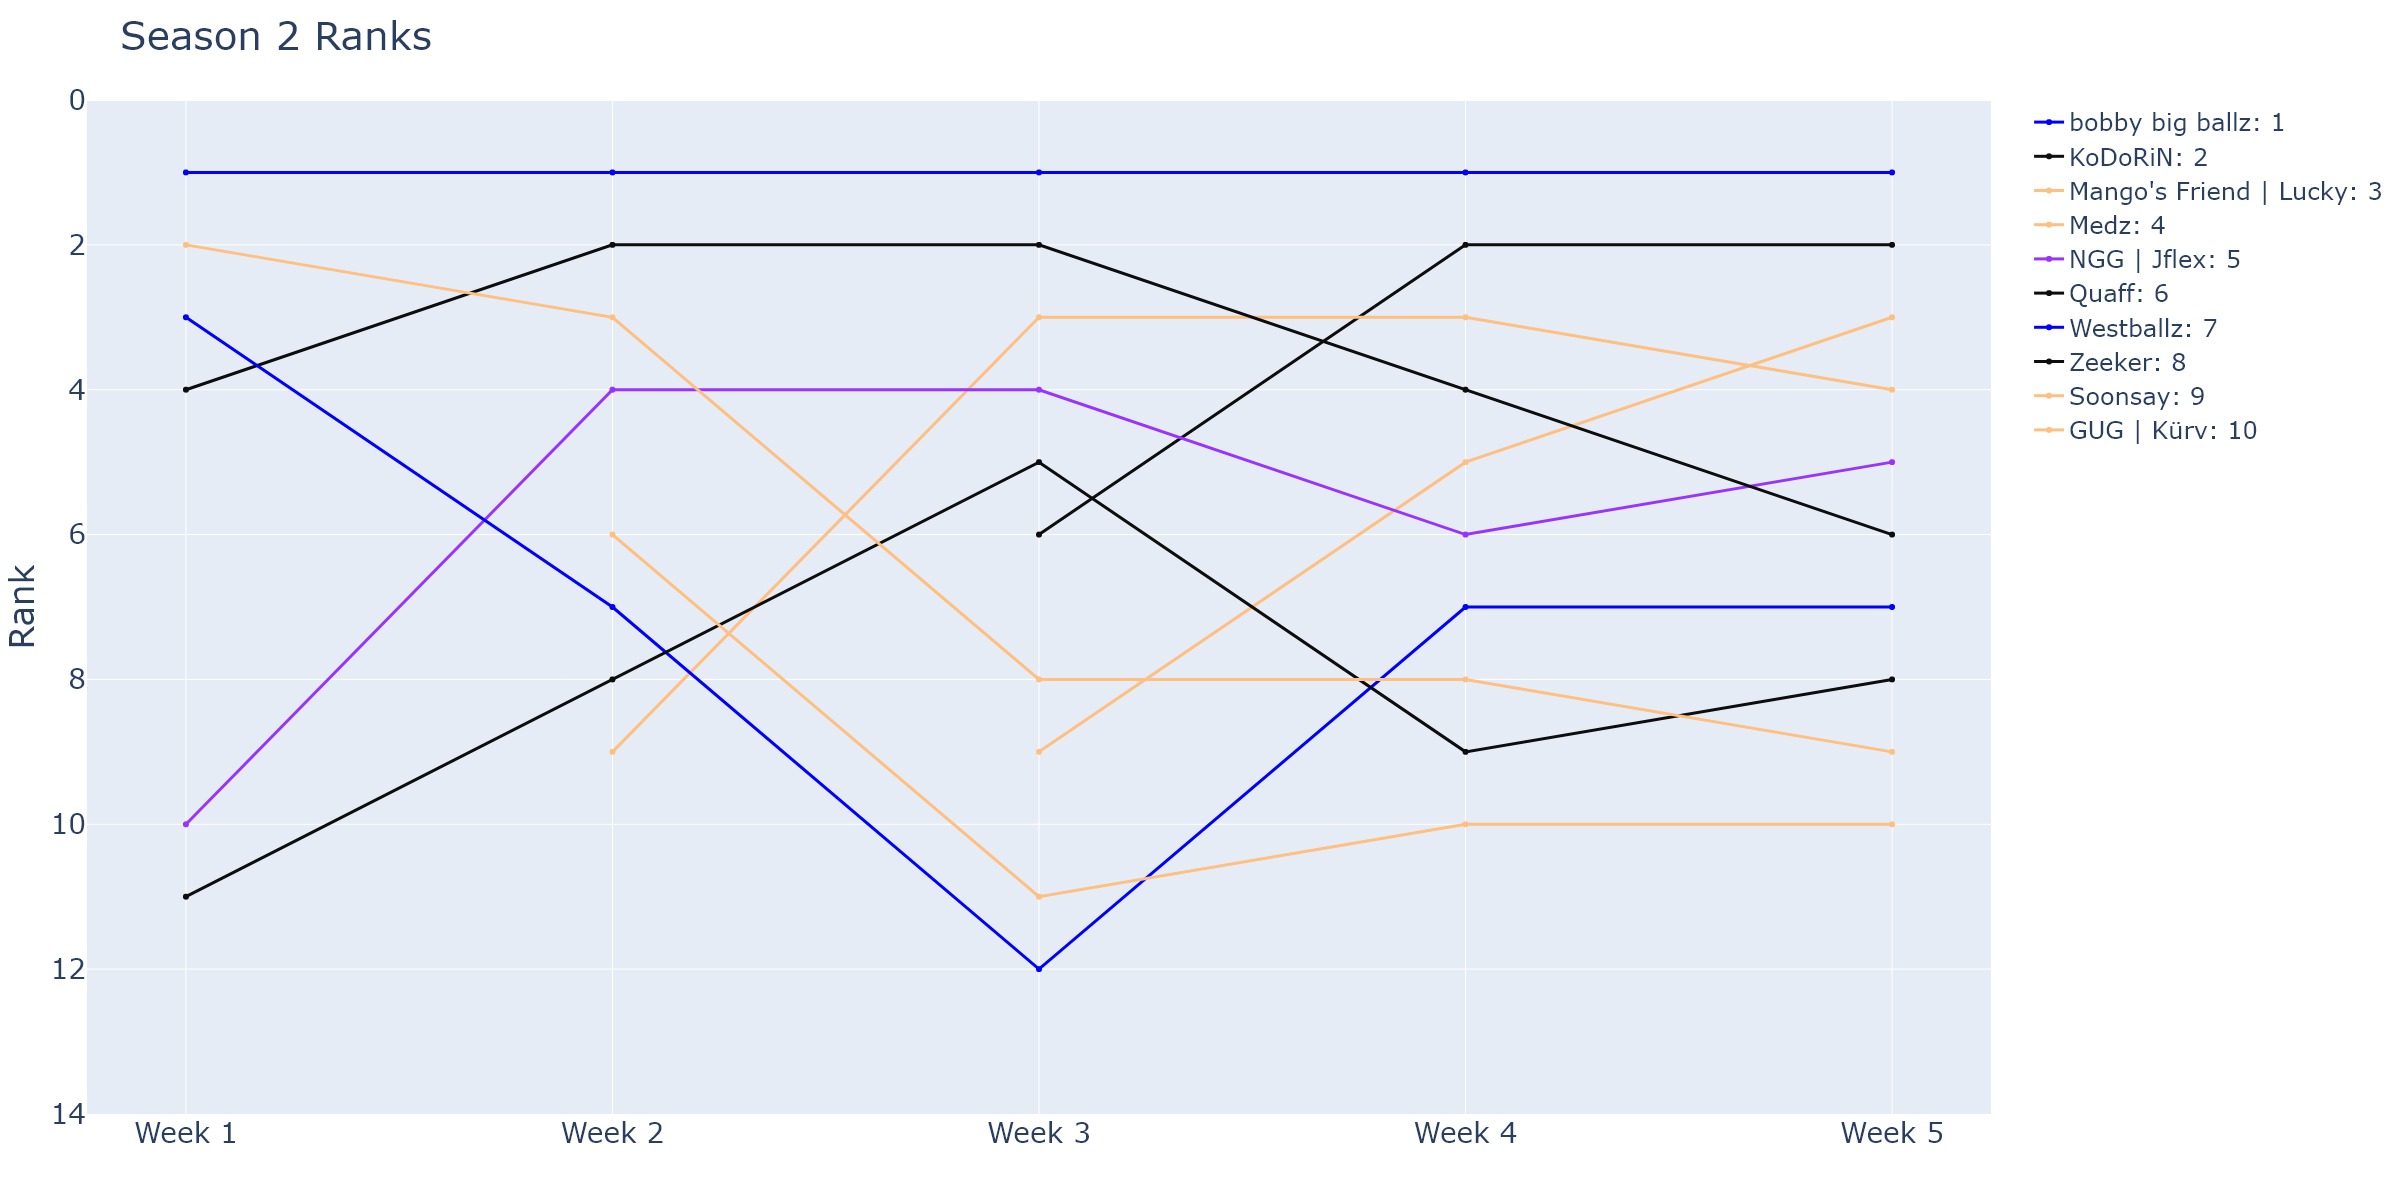 Season 2 Ranks
0
2
4
6
8
10
12
14
Rank
Week 1
Week 2
Week 3
Week 4
Week 5
bobby big ballz: 1
KoDoRiN: 2
Mango's Friend | Lucky: 3
Medz: 4
NGG | Jflex: 5
Quaff: 6
Westballz: 7
Zeeker: 8
Soonsay: 9
GUG | Kürv: 10